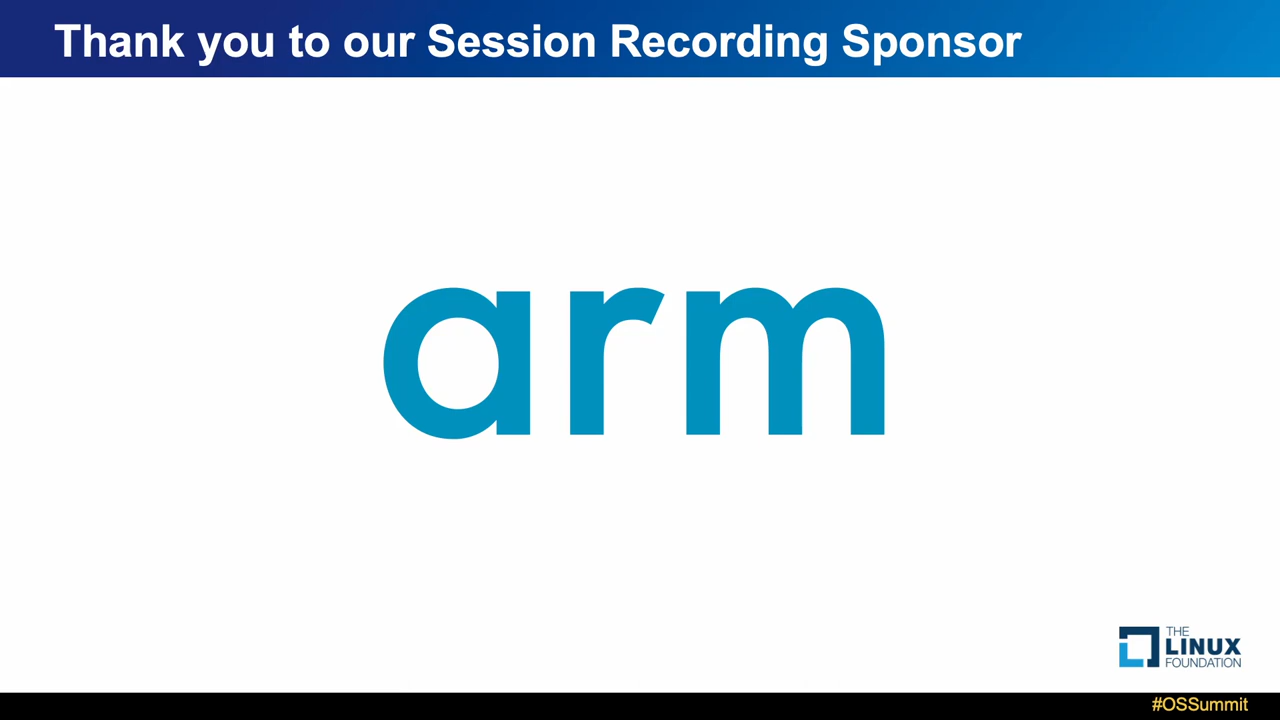 Thank you to our Session Recording Sponsor
arm
THE
LINUX
FOUNDATION
#OSSummit